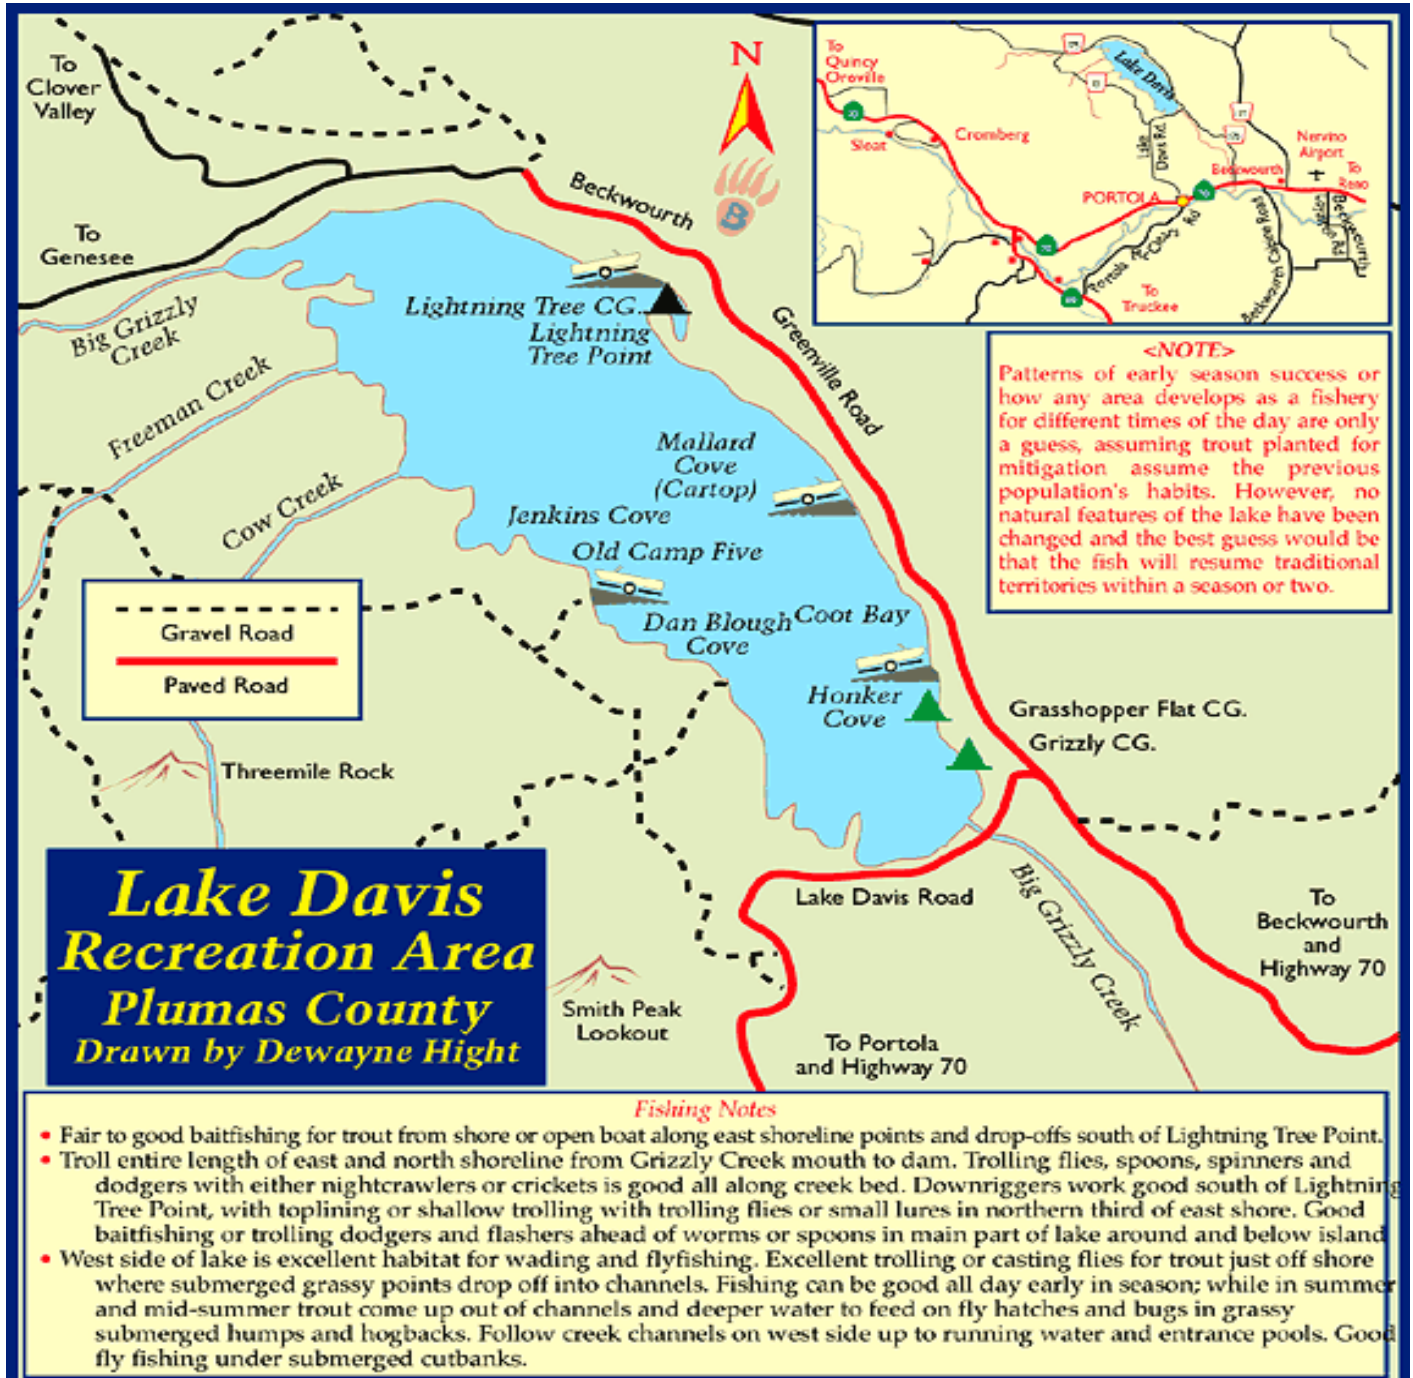 To
Clover
Valley
To
Genesee
Big Grizzly
Creek
Freeman Creek
Cow Creek
N
B
Beckwourth
Greenville Road
Lightning Tree CG.
Lightning
Tree Point
Mallard
Cove
(Cartop)
Jenkins Cove
Old Camp Five
Dan Blough
Cove
Coot Bay
Honker
Cove
Grasshopper Flat CG.
Grizzly CG.
Gravel Road
Paved Road
Threemile Rock
Lake Davis Road
Big Grizzly Creek
To
Beckwourth
and
Highway 70
Smith Peak
Lookout
To Portola
and Highway 70
To
Quincy
Oroville
Sloat
Cromberg
Lake Davis
Lake
Davis Rd.
PORTOLA
Beckwourth
Nervino
Airport
To
Reno
70
To
Truckee
89
<NOTE>
Patterns of early season success or
how any area develops as a fishery
for different times of the day are only
a guess, assuming trout planted for
mitigation assume the previous
population's habits. However, no
natural features of the lake have been
changed and the best guess would be
that the fish will resume traditional
territories within a season or two.
Lake Davis
Recreation Area
Plumas County
Drawn by Dewayne Hight
Fishing Notes
• Fair to good baitfishing for trout from shore or open boat along east shoreline points and drop-offs south of Lightning Tree Point.
• Troll entire length of east and north shoreline from Grizzly Creek mouth to dam. Trolling flies, spoons, spinners and
dodgers with either nightcrawlers or crickets is good all along creek bed. Downriggers work good south of Lightning
Tree Point, with toplining or shallow trolling with trolling flies or small lures in northern third of east shore. Good
baitfishing or trolling dodgers and flashers ahead of worms or spoons in main part of lake around and below island
• West side of lake is excellent habitat for wading and flyfishing. Excellent trolling or casting flies for trout just off shore
where submerged grassy points drop off into channels. Fishing can be good all day early in season; while in summer
and mid-summer trout come up out of channels and deeper water to feed on fly hatches and bugs in grassy
submerged humps and hogbacks. Follow creek channels on west side up to running water and entrance pools. Good
fly fishing under submerged cutbanks.